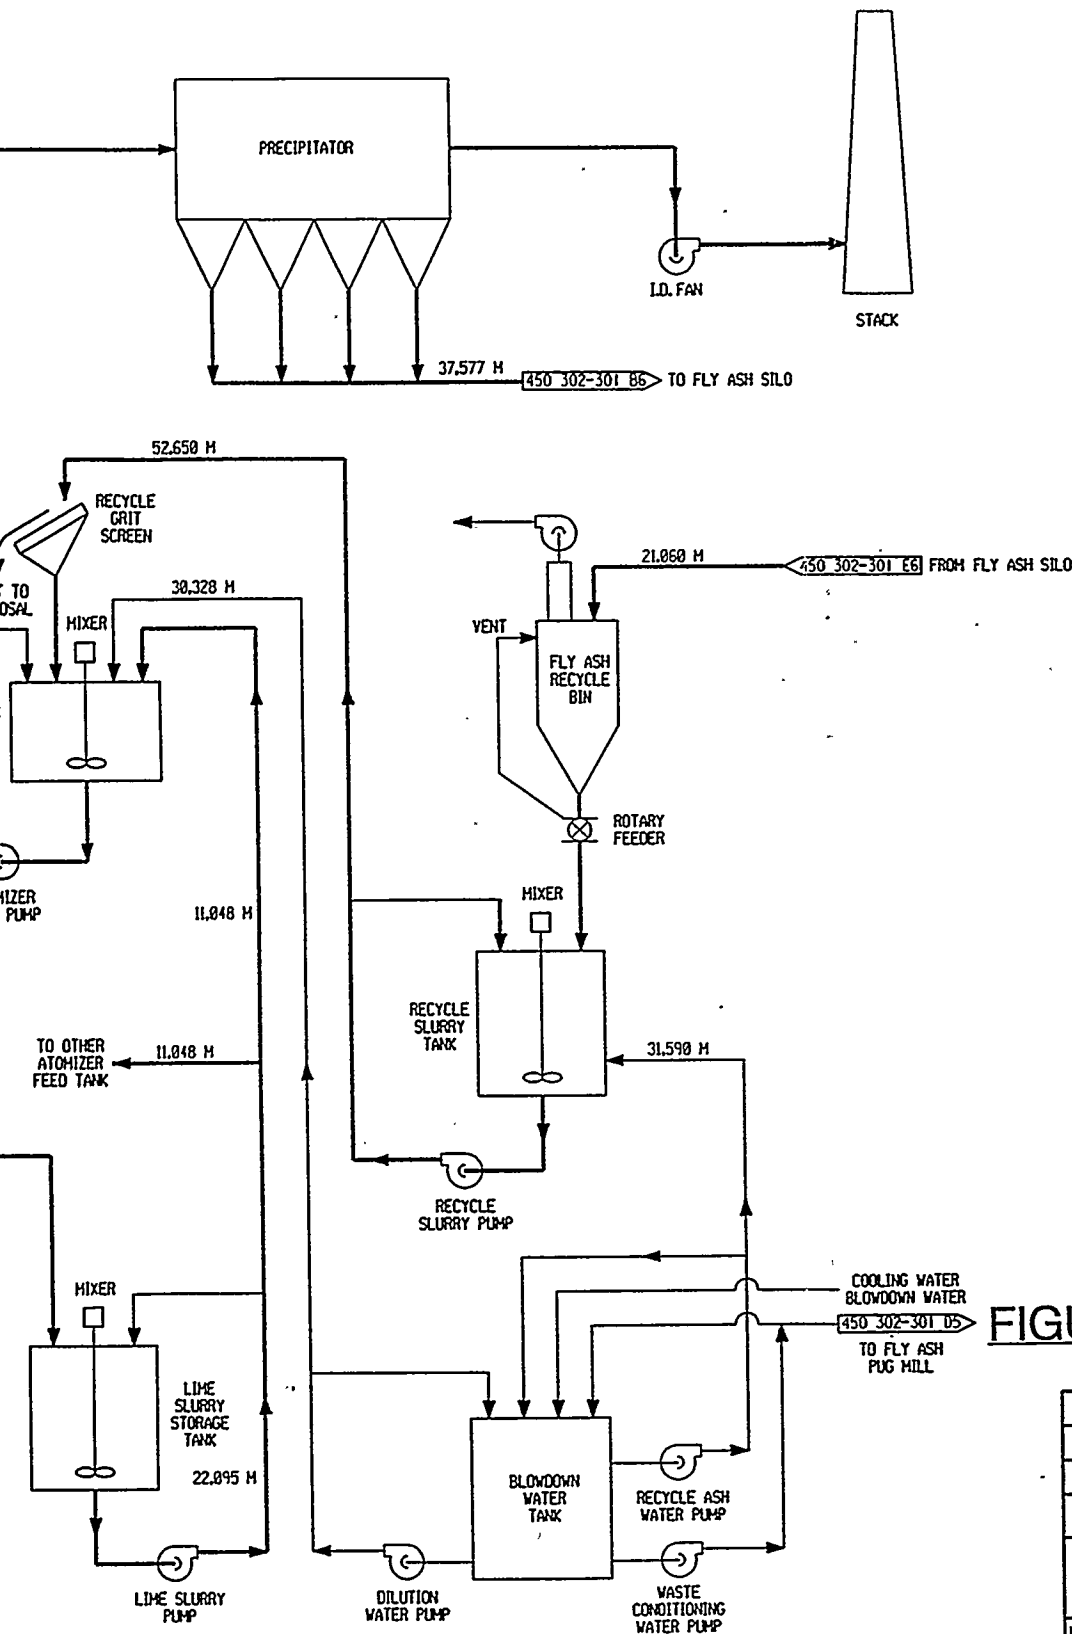 PRECIPITATOR
I.D. FAN
STACK
37,577 M
450 302-301 B6
TO FLY ASH SILO
52,650 M
RECYCLE
GRIT
SCREEN
21,060 M
450 302-301 E6
FROM FLY ASH SILO
TO
OSAL
30,328 M
MIXER
VENT
FLY ASH
RECYCLE
BIN
ROTARY
FEEDER
MIZER
PUMP
11,048 M
MIXER
RECYCLE
SLURRY
TANK
TO OTHER
ATOMIZER
FEED TANK
11,048 M
31,590 M
RECYCLE
SLURRY PUMP
MIXER
COOLING WATER
BLOWDOWN WATER
450 302-301 D5
TO FLY ASH
PUG MILL
FIGU
LIME
SLURRY
STORAGE
TANK
22,095 M
BLOWDOWN
WATER
TANK
RECYCLE ASH
WATER PUMP
LIME SLURRY
PUMP
DILUTION
WATER PUMP
WASTE
CONDITIONING
WATER PUMP